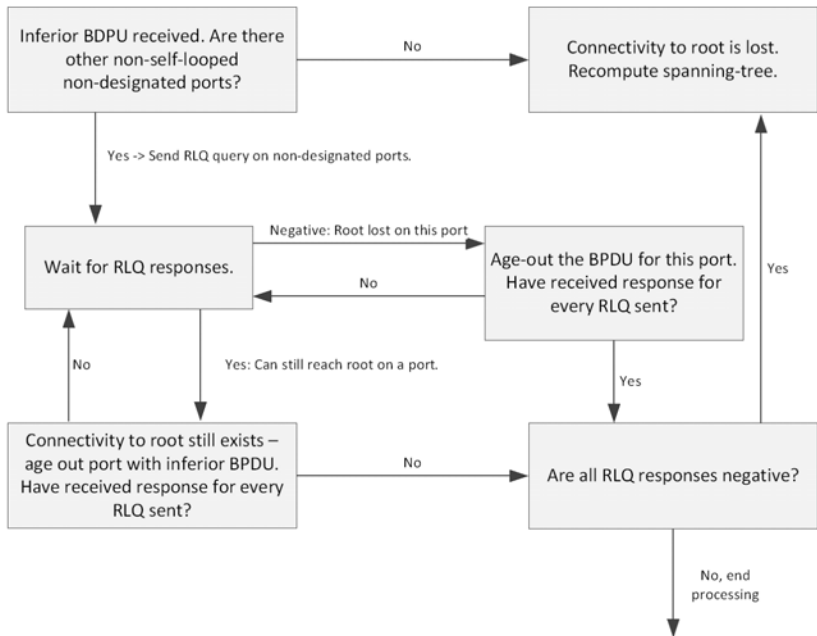 Inferior BDPU received. Are there
other non-self-looped
non-designated ports?
No
Connectivity to root is lost.
Recompute spanning-tree.
Yes -> Send RLQ query on non-designated ports.
Wait for RLQ responses.
Negative: Root lost on this port
No
Age-out the BPDU for this port.
Have received response for
every RLQ sent?
Yes
No
Yes: Can still reach root on a port.
Yes
Connectivity to root still exists –
age out port with inferior BPDU.
Have received response for every
RLQ sent?
No
Are all RLQ responses negative?
No, end
processing